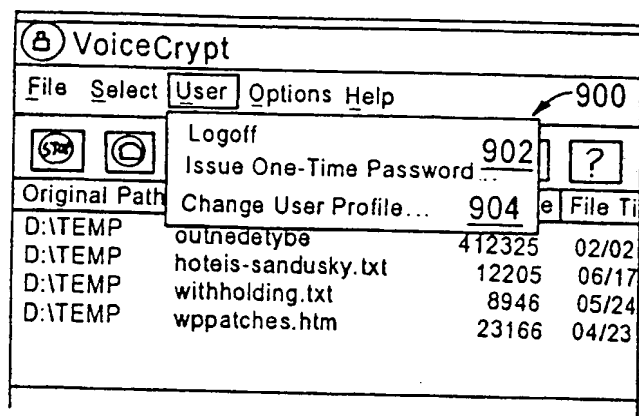 VoiceCrypt
File Select User Options Help
900
Logoff
Issue One-Time Password... 902
Change User Profile... 904
STOP ?
Original Path e File Ti
D:\TEMP outnedetybe 412325 02/02
D:\TEMP hoteis-sandusky.txt 12205 06/17
D:\TEMP withholding.txt 8946 05/24
D:\TEMP wppatches.htm 23166 04/23